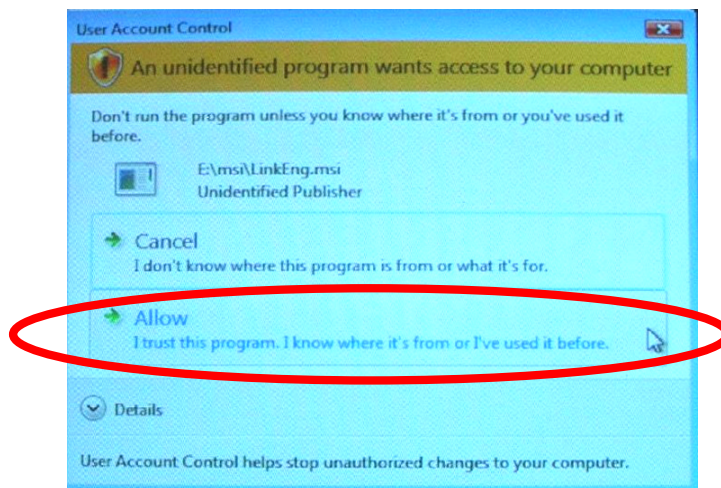 User Account Control
An unidentified program wants access to your computer
Don't run the program unless you know where it's from or you've used it
before.
E:\msi\LinkEng.msi
Unidentified Publisher
Cancel
I don't know where this program is from or what it's for.
Allow
I trust this program. I know where it's from or I've used it before.
Details
User Account Control helps stop unauthorized changes to your computer.